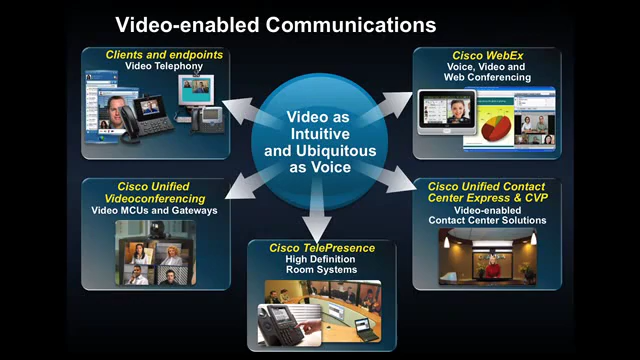 Video-enabled Communications
Clients and endpoints
Video Telephony
Cisco WebEx
Voice, Video and
Web Conferencing
Video as
Intuitive
and Ubiquitous
as Voice
Cisco Unified
Videoconferencing
Video MCUs and Gateways
Cisco Unified Contact
Center Express & CVP
Video-enabled
Contact Center Solutions
Cisco TelePresence
High Definition
Room Systems